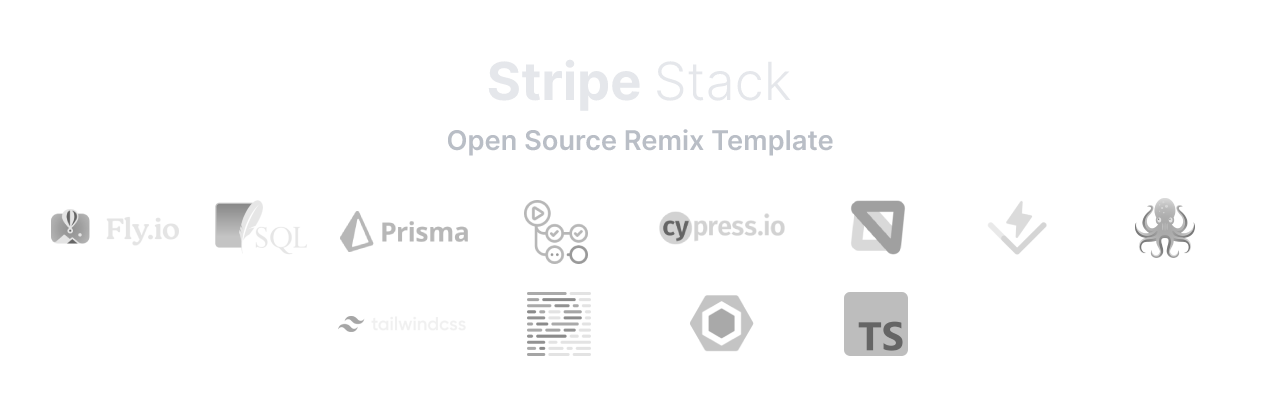 Stripe Stack
Open Source Remix Template
Fly.io
SQL
Prisma
cypress.io
tailwindcss
TS